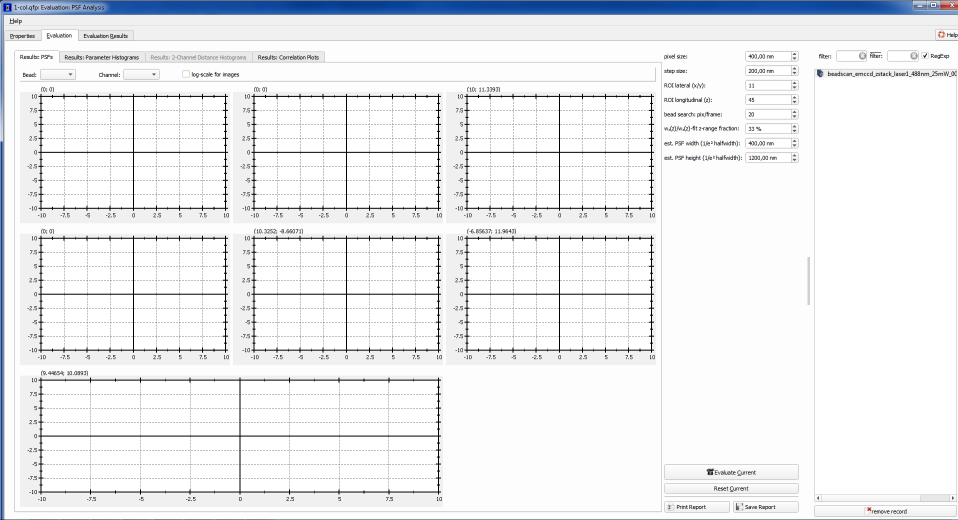 1-col.qfp: Evaluation: PSF Analysis
Help
Properties Evaluation Evaluation Results Help
Results: PSFs Results: Parameter Histograms Results: 2-Channel Distance Histograms Results: Correlation Plots
Bead: Channel: log-scale for images
(0; 0) (0; 0) (10; 11.3393)
10 10 10
7.5 7.5 7.5
5 5 5
2.5 2.5 2.5
0 0 0
-2.5 -2.5 -2.5
-5 -5 -5
-7.5 -7.5 -7.5
-10 -10 -10
-10 -7.5 -5 -2.5 0 2.5 5 7.5 10 -10 -7.5 -5 -2.5 0 2.5 5 7.5 10 -10 -7.5 -5 -2.5 0 2.5 5 7.5 10
(0; 0) (10.3252; -8.66071) (-6.85637; 11.9643)
10 10 10
7.5 7.5 7.5
5 5 5
2.5 2.5 2.5
0 0 0
-2.5 -2.5 -2.5
-5 -5 -5
-7.5 -7.5 -7.5
-10 -10 -10
-10 -7.5 -5 -2.5 0 2.5 5 7.5 10 -10 -7.5 -5 -2.5 0 2.5 5 7.5 10 -10 -7.5 -5 -2.5 0 2.5 5 7.5 10
(9.44654; 10.0893)
10
7.5
5
2.5
0
-2.5
-5
-7.5
-10
-10 -7.5 -5 -2.5 0 2.5 5 7.5 10
pixel size: 400,00 nm
step size: 200,00 nm
ROI lateral (x/y): 11
ROI longitudinal (z): 45
bead search: pix/frame: 20
wₓ(z)/wᵧ(z)-fit z-range fraction: 33 %
est. PSF width (1/e² halfwidth): 400,00 nm
est. PSF height (1/e² halfwidth): 1200,00 nm
Evaluate Current
Reset Current
Print Report Save Report
filter: filter: RegExp
beadscan_emccd_zstack_laser1_488nm_25mW_00
remove record